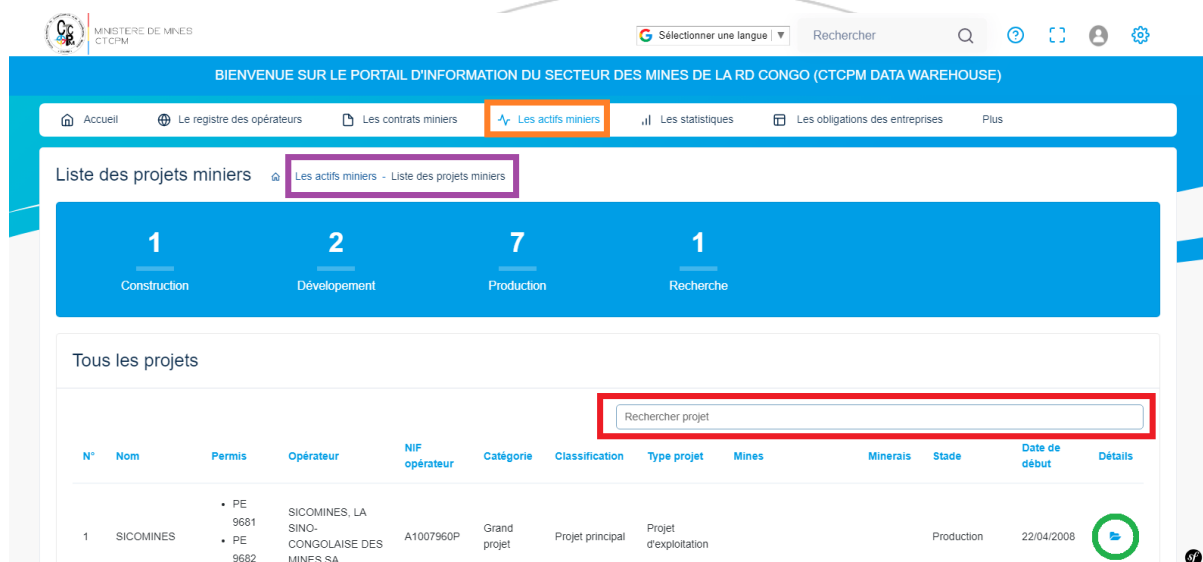 MINISTERE DE MINES
CTCPM
Sélectionner une langue ▼
Rechercher
BIENVENUE SUR LE PORTAIL D'INFORMATION DU SECTEUR DES MINES DE LA RD CONGO (CTCPM DATA WAREHOUSE)
Accueil Le registre des opérateurs Les contrats miniers Les actifs miniers Les statistiques Les obligations des entreprises Plus
Liste des projets miniers Les actifs miniers - Liste des projets miniers
1 2 7 1
Construction Dévelopement Production Recherche
Tous les projets
Rechercher projet
N° Nom Permis Opérateur NIF opérateur Catégorie Classification Type projet Mines Minerais Stade Date de début Détails
1 SICOMINES • PE 9681 • PE 9682 SICOMINES, LA SINO-CONGOLAISE DES MINES SA A1007960P Grand projet Projet principal Projet d'exploitation Production 22/04/2008
sf